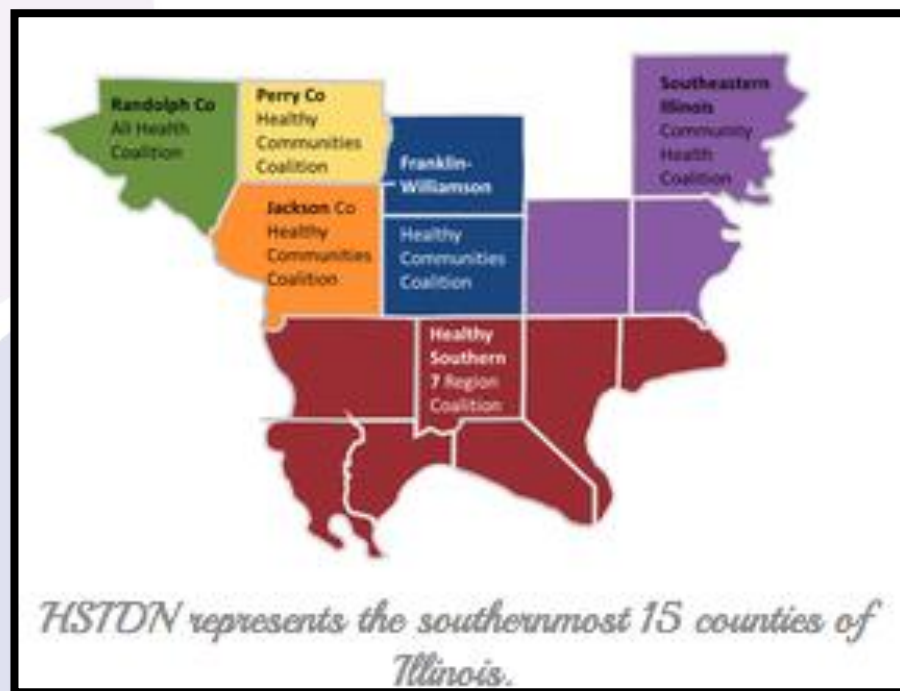 Randolph Co
All Health
Coalition
Perry Co
Healthy
Communities
Coalition
Franklin-
Williamson
Healthy
Communities
Coalition
Southeastern
Illinois
Community
Health
Coalition
Jackson Co
Healthy
Communities
Coalition
Healthy
Southern
7 Region
Coalition
HSIDN represents the southernmost 15 counties of
Illinois.